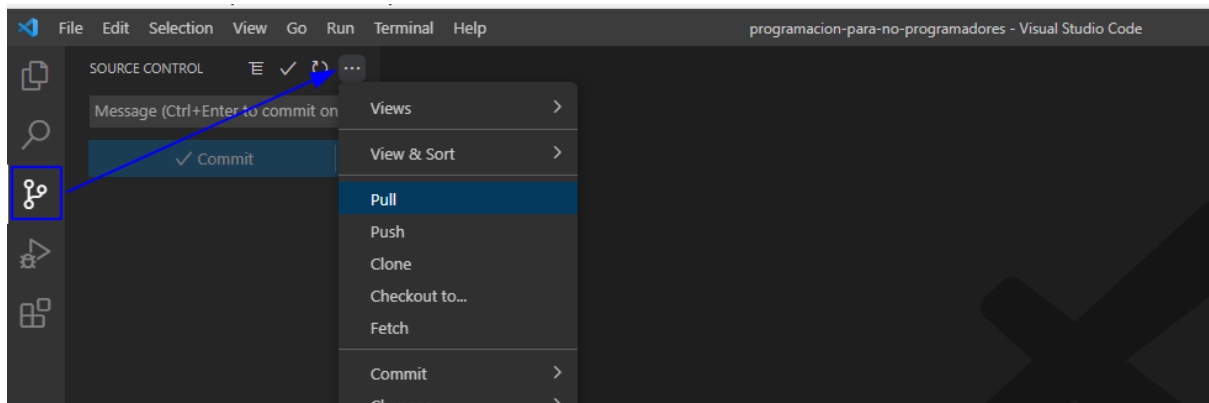 File Edit Selection View Go Run Terminal Help programacion-para-no-programadores - Visual Studio Code
SOURCE CONTROL
Message (Ctrl+Enter to commit on
Commit
Views
View & Sort
Pull
Push
Clone
Checkout to...
Fetch
Commit